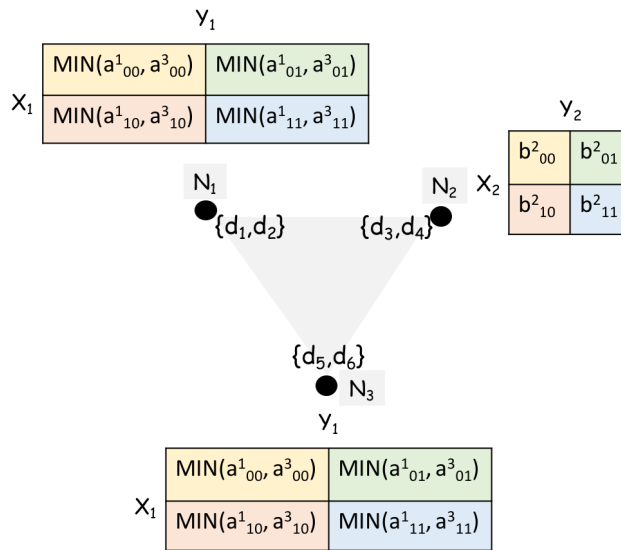 Y₁
MIN(a¹₀₀, a³₀₀) MIN(a¹₀₁, a³₀₁)
X₁
MIN(a¹₁₀, a³₁₀) MIN(a¹₁₁, a³₁₁)
Y₂
b²₀₀ b²₀₁
X₂
b²₁₀ b²₁₁
N₁
N₂
{d₁,d₂}
{d₃,d₄}
{d₅,d₆}
N₃
Y₁
MIN(a¹₀₀, a³₀₀) MIN(a¹₀₁, a³₀₁)
X₁
MIN(a¹₁₀, a³₁₀) MIN(a¹₁₁, a³₁₁)